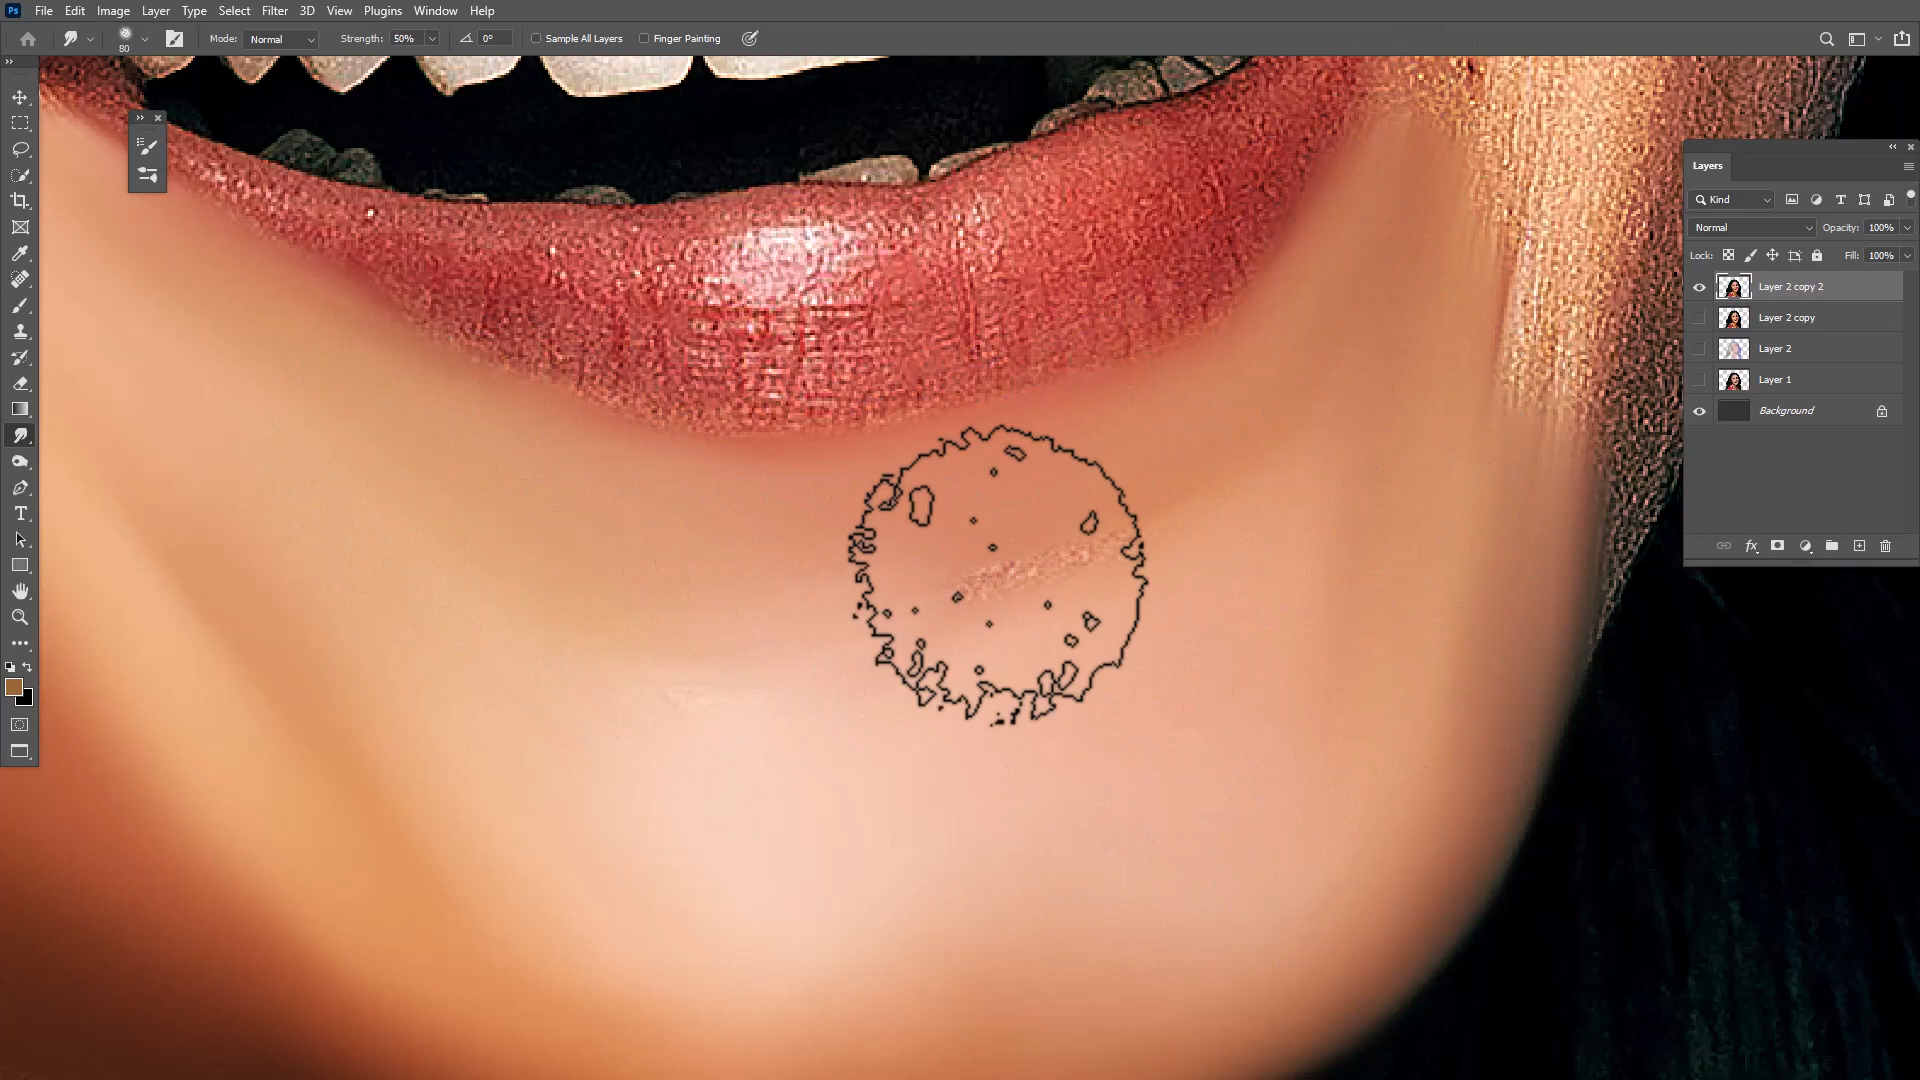 Ps File Edit Image Layer Type Select Filter 3D View Plugins Window Help
80 Mode: Normal Strength: 50% 0° Sample All Layers Finger Painting
Layers
Kind
Normal Opacity: 100%
Lock: Fill: 100%
Layer 2 copy 2
Layer 2 copy
Layer 2
Layer 1
Background
fx